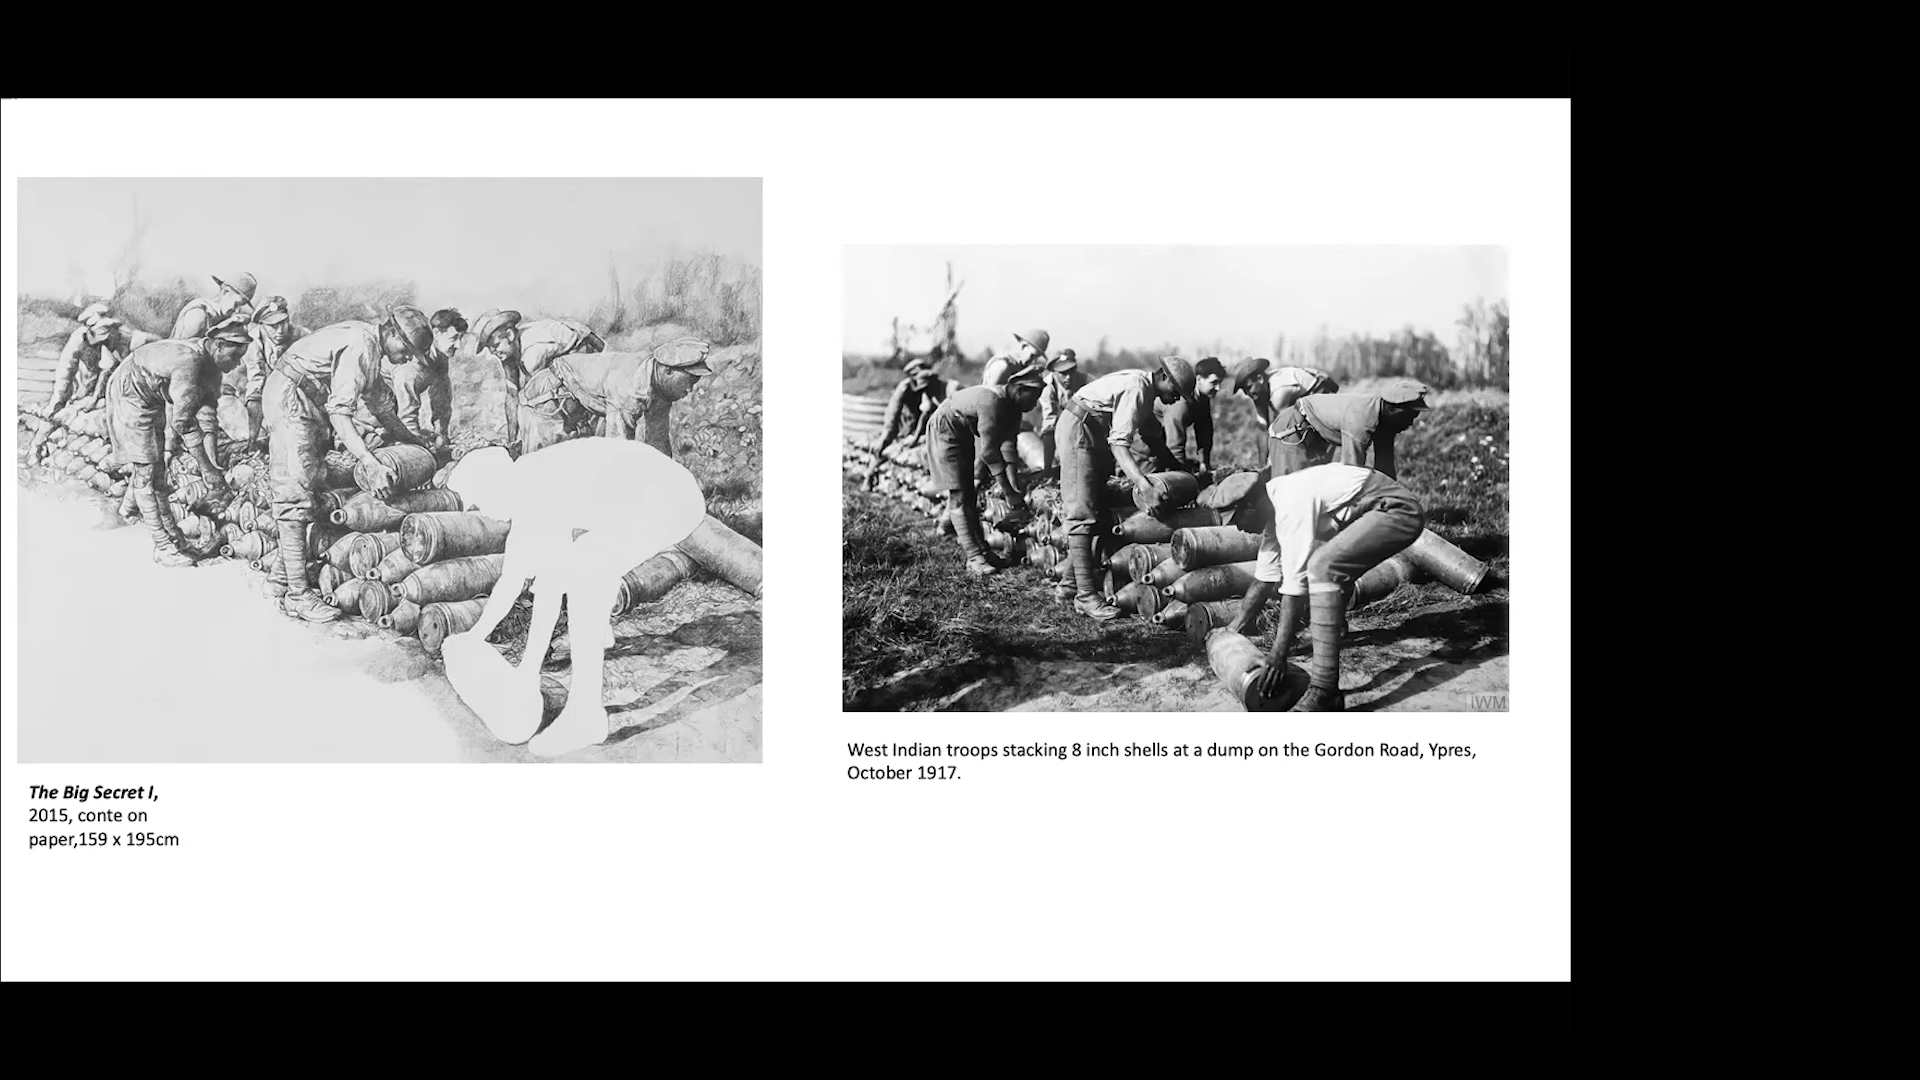 The Big Secret I,
2015, conte on
paper,159 x 195cm
IWM
West Indian troops stacking 8 inch shells at a dump on the Gordon Road, Ypres,
October 1917.